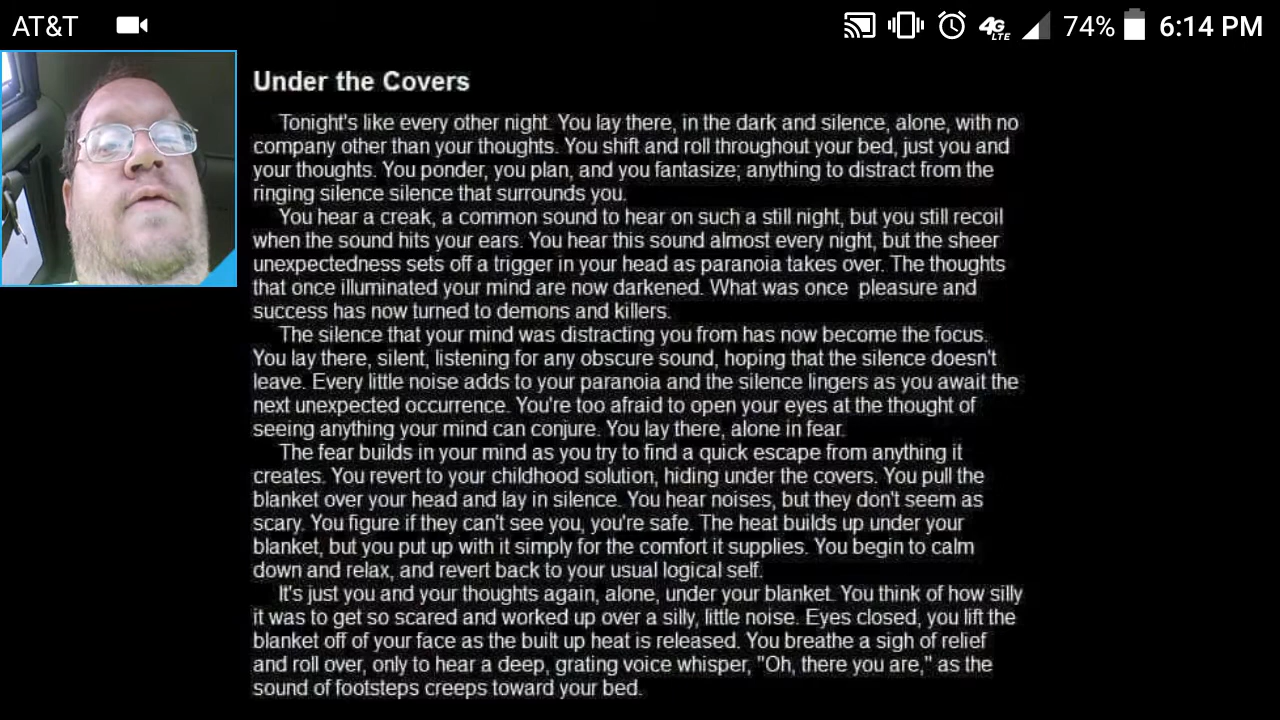 AT&T 74% 6:14 PM
4G LTE
Under the Covers
Tonight's like every other night. You lay there, in the dark and silence, alone, with no
company other than your thoughts. You shift and roll throughout your bed, just you and
your thoughts. You ponder, you plan, and you fantasize; anything to distract from the
ringing silence silence that surrounds you.
You hear a creak, a common sound to hear on such a still night, but you still recoil
when the sound hits your ears. You hear this sound almost every night, but the sheer
unexpectedness sets off a trigger in your head as paranoia takes over. The thoughts
that once illuminated your mind are now darkened. What was once  pleasure and
success has now turned to demons and killers.
The silence that your mind was distracting you from has now become the focus.
You lay there, silent, listening for any obscure sound, hoping that the silence doesn't
leave. Every little noise adds to your paranoia and the silence lingers as you await the
next unexpected occurrence. You're too afraid to open your eyes at the thought of
seeing anything your mind can conjure. You lay there, alone in fear.
The fear builds in your mind as you try to find a quick escape from anything it
creates. You revert to your childhood solution, hiding under the covers. You pull the
blanket over your head and lay in silence. You hear noises, but they don't seem as
scary. You figure if they can't see you, you're safe. The heat builds up under your
blanket, but you put up with it simply for the comfort it supplies. You begin to calm
down and relax, and revert back to your usual logical self.
It's just you and your thoughts again, alone, under your blanket. You think of how silly
it was to get so scared and worked up over a silly, little noise. Eyes closed, you lift the
blanket off of your face as the built up heat is released. You breathe a sigh of relief
and roll over, only to hear a deep, grating voice whisper, "Oh, there you are," as the
sound of footsteps creeps toward your bed.